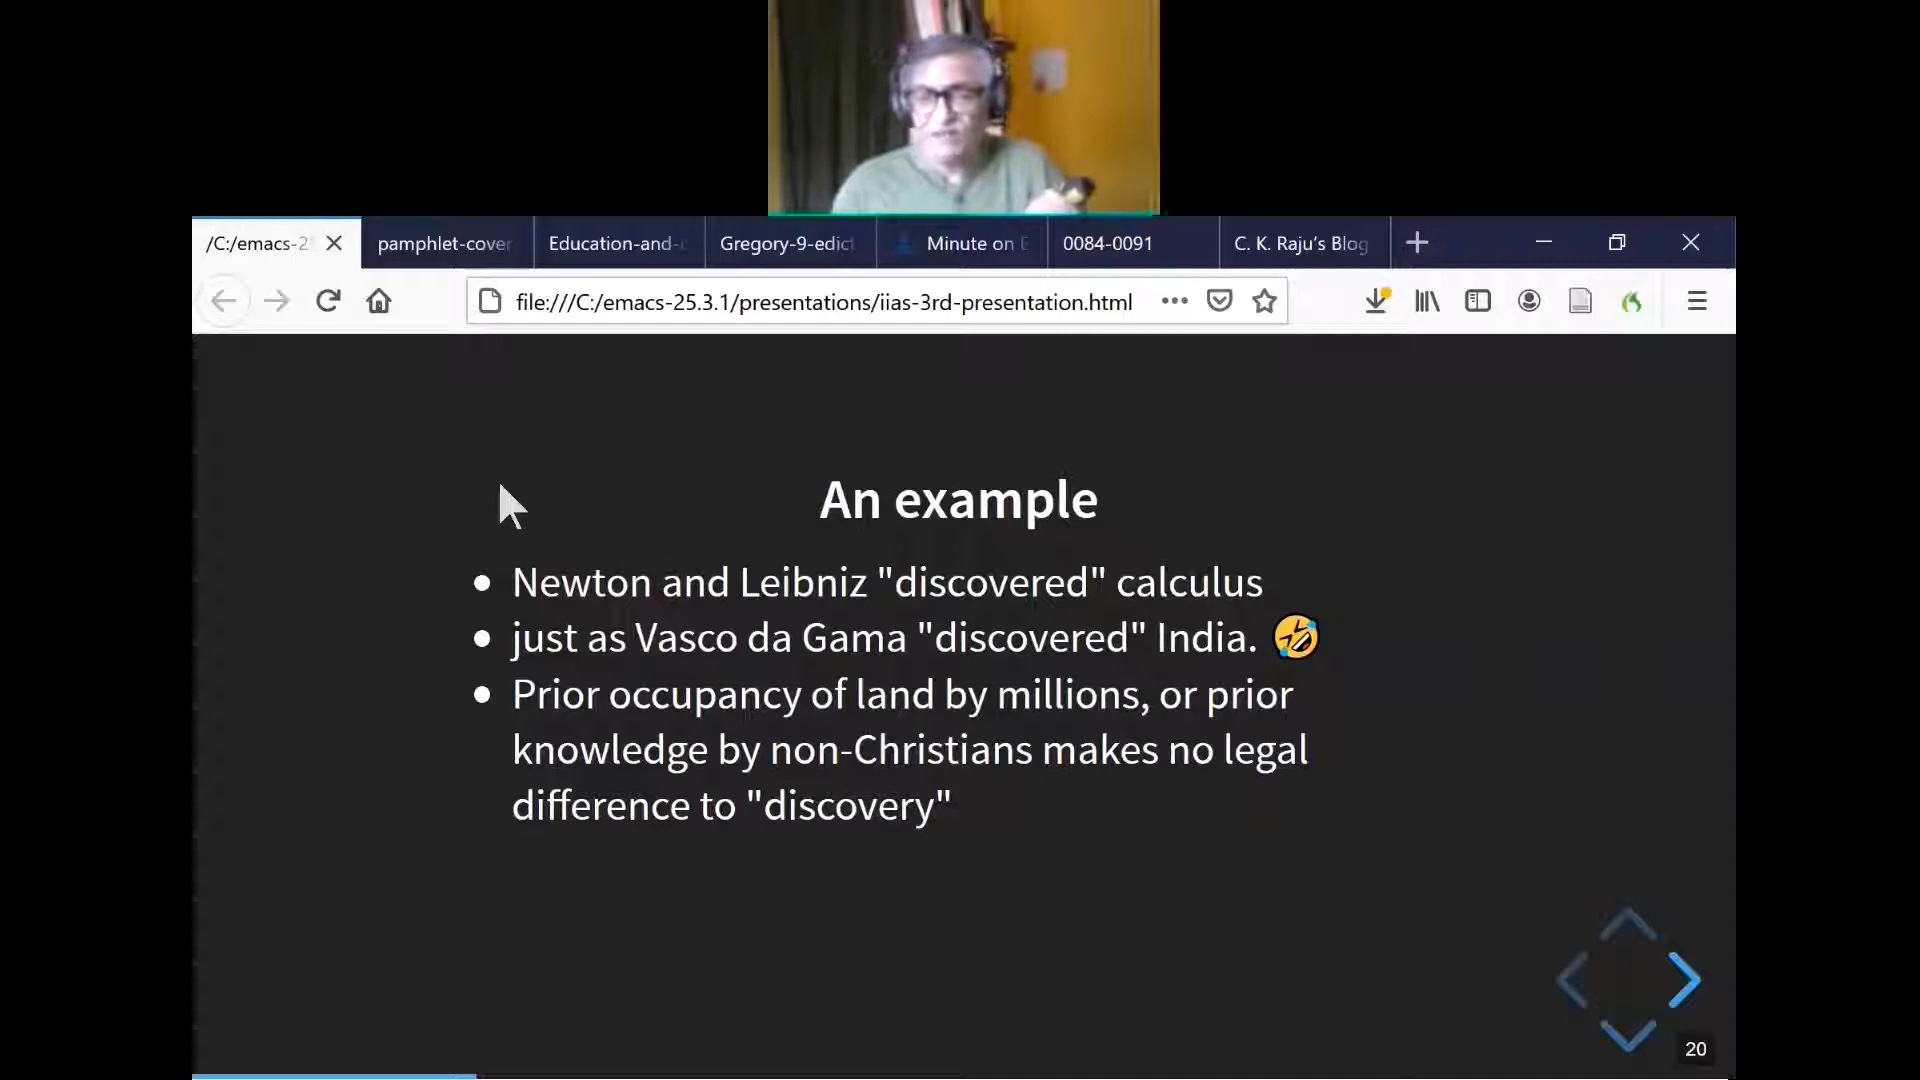 /C:/emacs-2
pamphlet-cover
Education-and-
Gregory-9-edict
Minute on E
0084-0091
C. K. Raju’s Blog
file:///C:/emacs-25.3.1/presentations/iias-3rd-presentation.html
An example
Newton and Leibniz "discovered" calculus
just as Vasco da Gama "discovered" India. 🤣
Prior occupancy of land by millions, or prior
knowledge by non-Christians makes no legal
difference to "discovery"
20